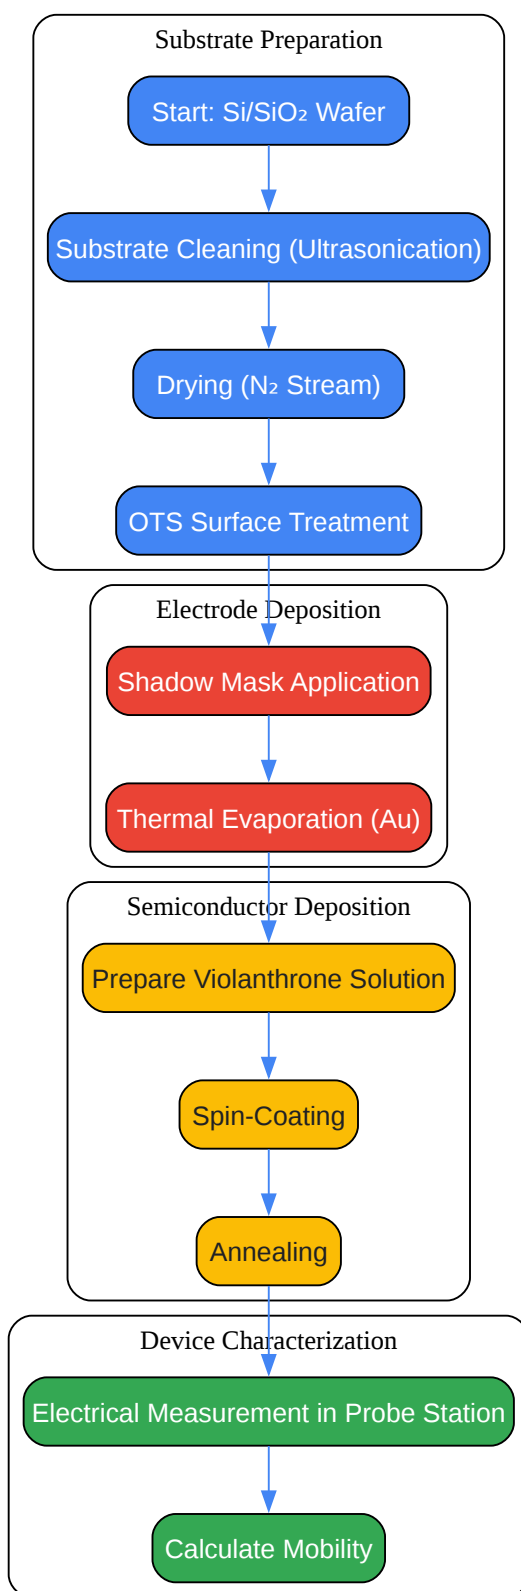 Substrate Preparation
Start: Si/SiO₂ Wafer
Substrate Cleaning (Ultrasonication)
Drying (N₂ Stream)
OTS Surface Treatment
Electrode Deposition
Shadow Mask Application
Thermal Evaporation (Au)
Semiconductor Deposition
Prepare Violanthrone Solution
Spin-Coating
Annealing
Device Characterization
Electrical Measurement in Probe Station
Calculate Mobility